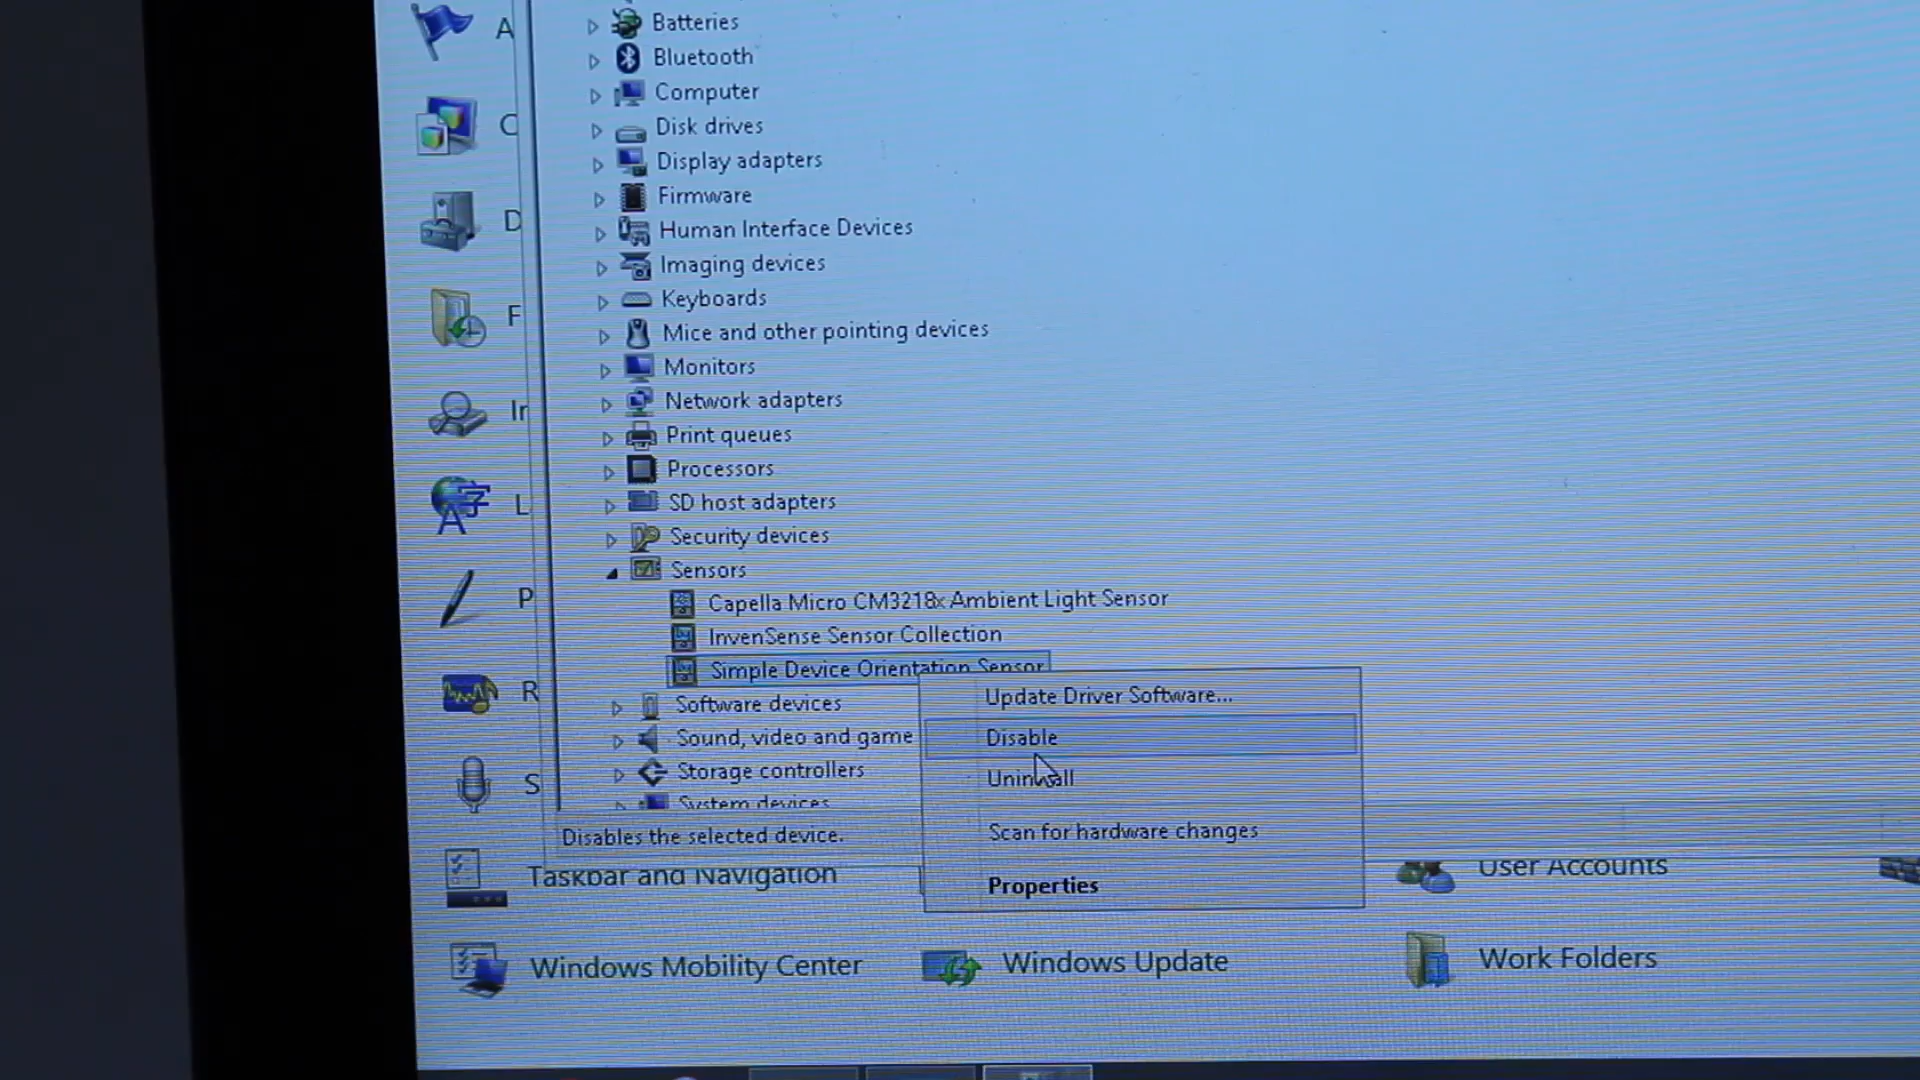 A
Batteries
Bluetooth
Computer
C
Disk drives
Display adapters
Firmware
D
Human Interface Devices
Imaging devices
Keyboards
F
Mice and other pointing devices
Monitors
Network adapters
Ir
Print queues
Processors
SD host adapters
L
Security devices
Sensors
Capella Micro CM3218x Ambient Light Sensor
P
InvenSense Sensor Collection
Simple Device Orientation Sensor
R
Update Driver Software...
Software devices
Disable
Sound, video and game
Uninstall
Storage controllers
S
System devices
Scan for hardware changes
Disables the selected device.
Properties
Taskbar and Navigation
User Accounts
Windows Mobility Center
Windows Update
Work Folders